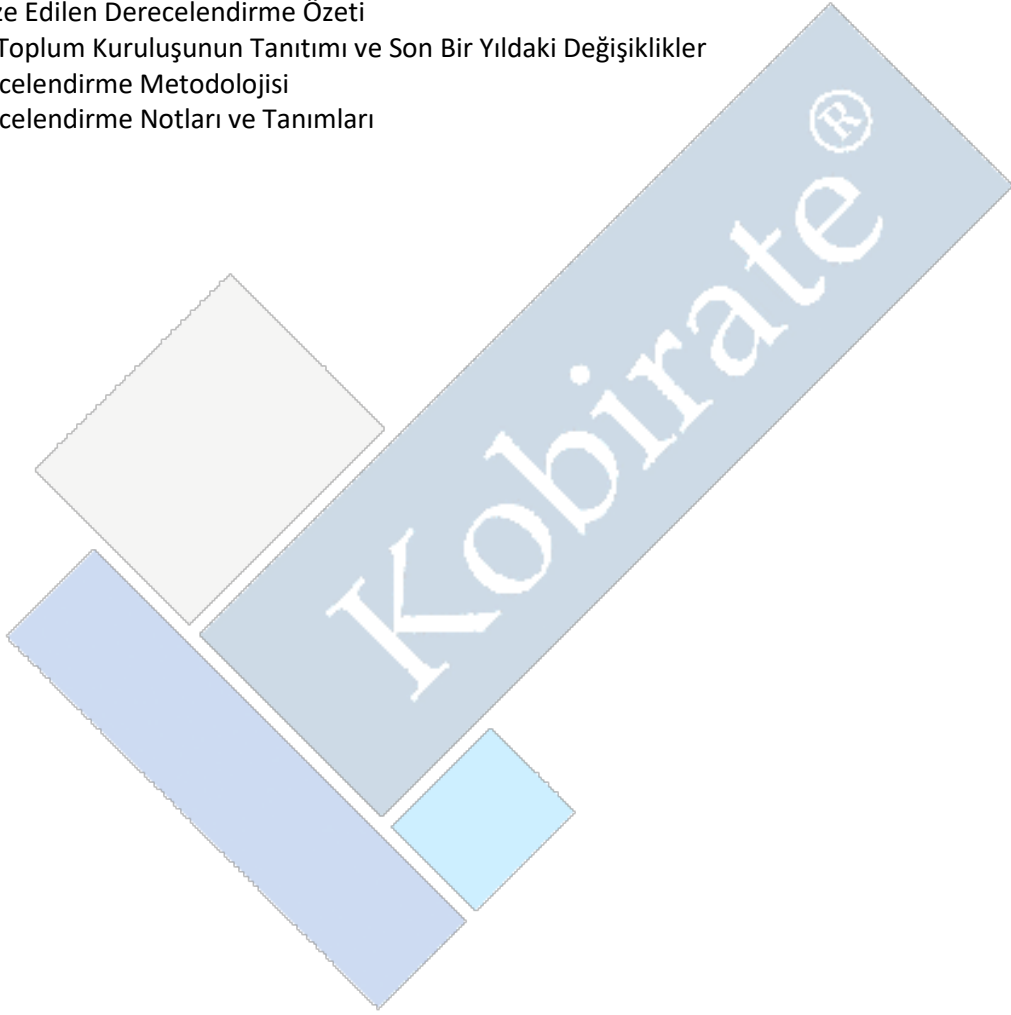 ze Edilen Derecelendirme Özeti
Toplum Kuruluşunun Tanıtımı ve Son Bir Yıldaki Değişiklikler
celendirme Metodolojisi
celendirme Notları ve Tanımları
Kobirate ®